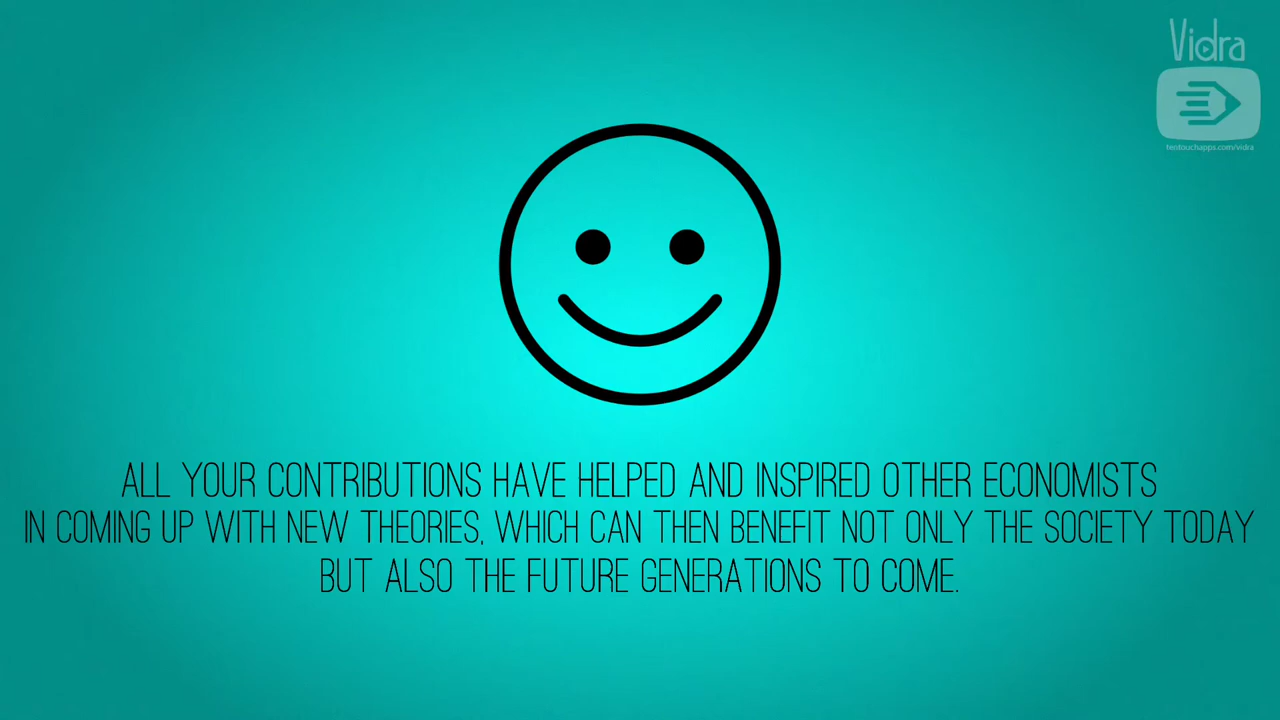 Vidra
tentouchapps.com/vidra
ALL YOUR CONTRIBUTIONS HAVE HELPED AND INSPIRED OTHER ECONOMISTS
IN COMING UP WITH NEW THEORIES, WHICH CAN THEN BENEFIT NOT ONLY THE SOCIETY TODAY
BUT ALSO THE FUTURE GENERATIONS TO COME.